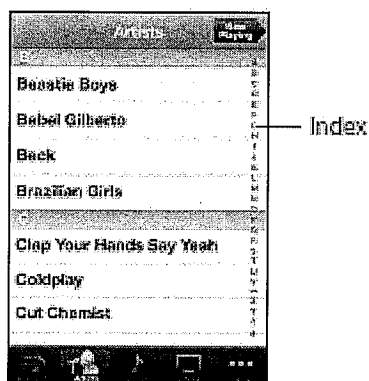 Artists
Now Playing
B
Beastie Boys
Bebel Gilberto
Beck
Brazilian Girls
C
Clap Your Hands Say Yeah
Coldplay
Cut Chemist
Index